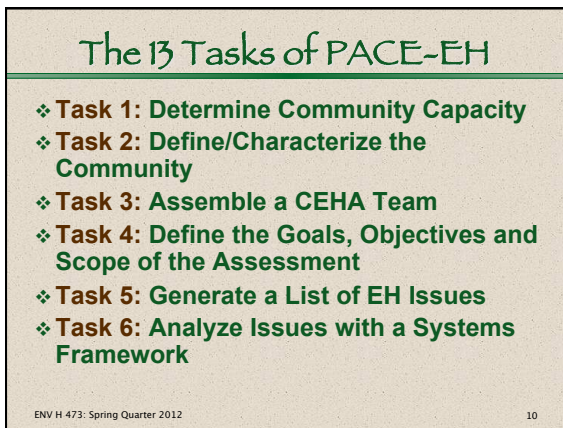 The 13 Tasks of PACE-EH
❖ Task 1: Determine Community Capacity
❖ Task 2: Define/Characterize the
Community
❖ Task 3: Assemble a CEHA Team
❖ Task 4: Define the Goals, Objectives and
Scope of the Assessment
❖ Task 5: Generate a List of EH Issues
❖ Task 6: Analyze Issues with a Systems
Framework
ENV H 473: Spring Quarter 2012 10